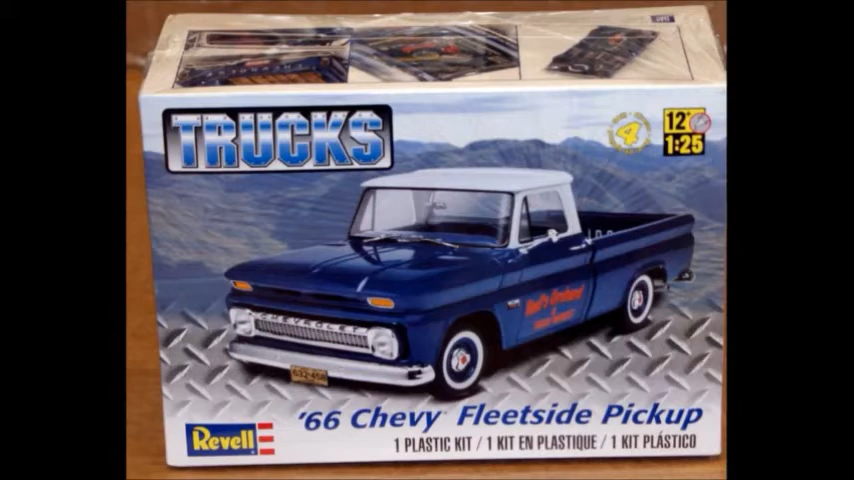 TRUCKS
4
12+
1:25
CHEVROLET
'66 Chevy Fleetside Pickup
Revell
1 PLASTIC KIT / 1 KIT EN PLASTIQUE / 1 KIT PLÁSTICO